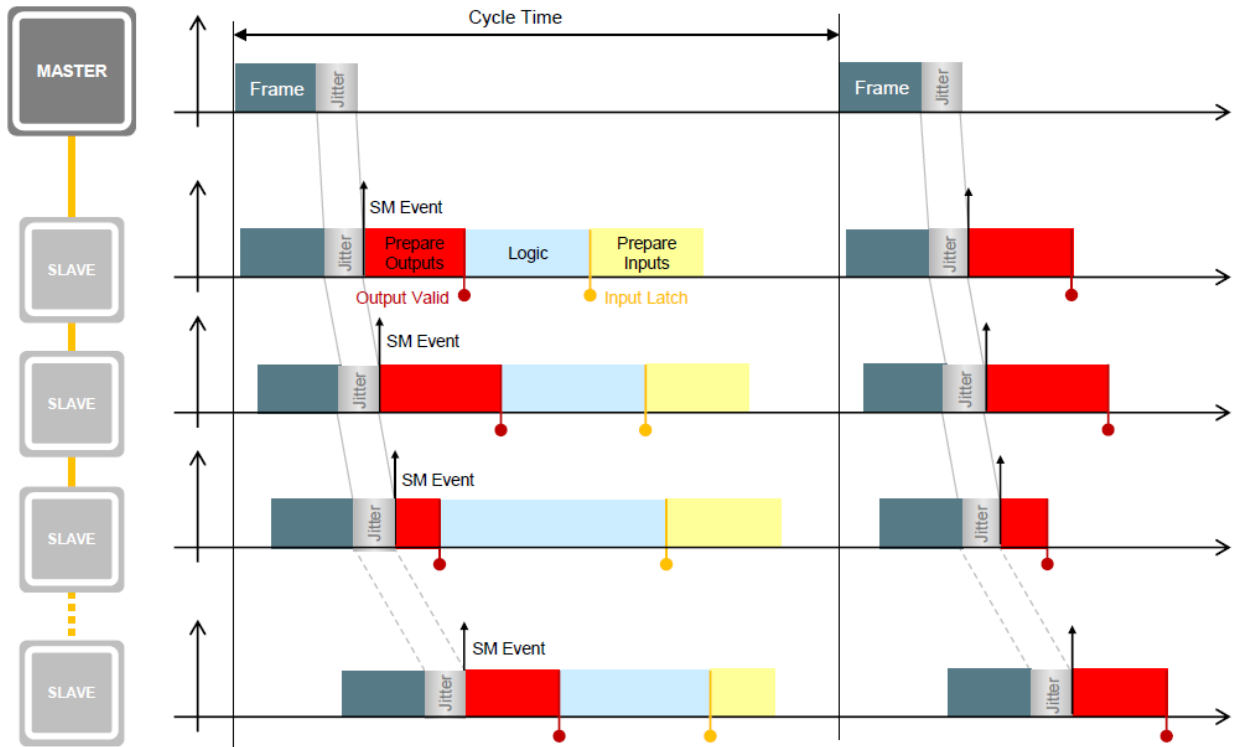 Cycle Time
MASTER
Frame
Jitter
Frame
Jitter
SM Event
SLAVE
Jitter
Prepare
Outputs
Logic
Prepare
Inputs
Jitter
Output Valid
Input Latch
SM Event
SLAVE
Jitter
Jitter
SM Event
SLAVE
Jitter
Jitter
SM Event
SLAVE
Jitter
Jitter